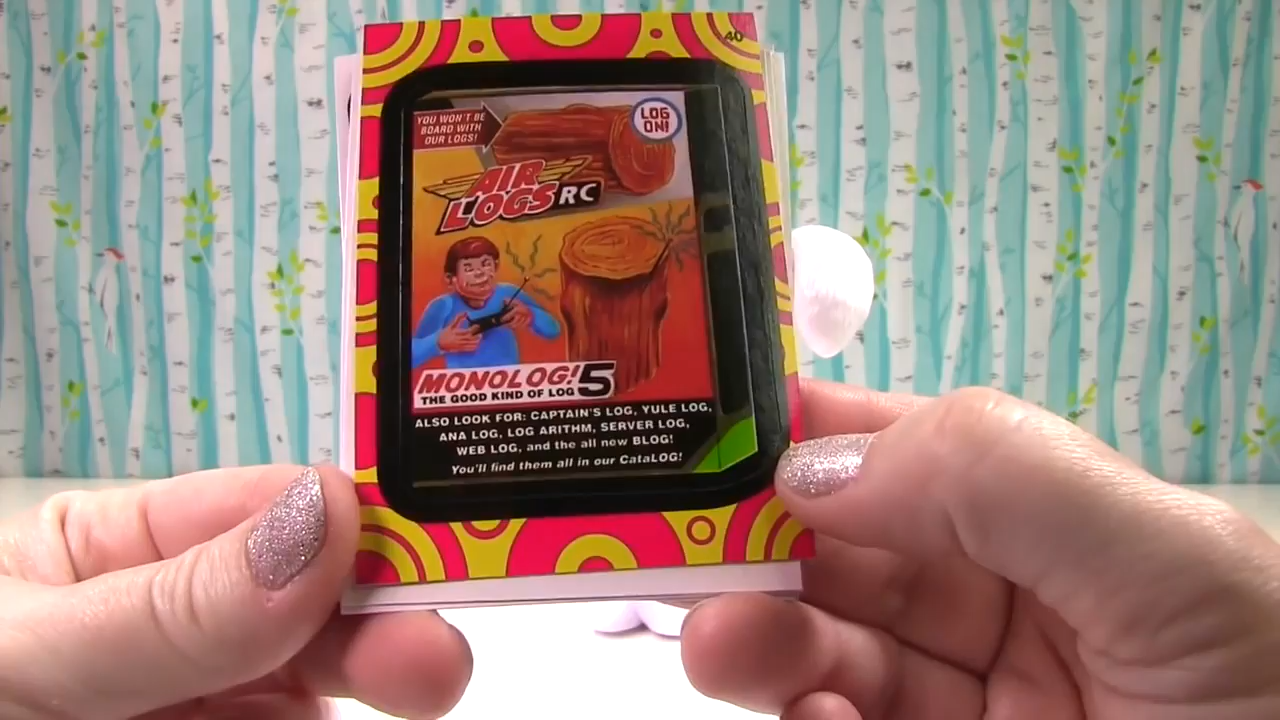 40
YOU WON'T BE
BOARD WITH
OUR LOGS!
LOG
ON!
AIR
LOGS RC
MONOLOG! 5
THE GOOD KIND OF LOG
ALSO LOOK FOR: CAPTAIN'S LOG, YULE LOG,
ANA LOG, LOG ARITHM, SERVER LOG,
WEB LOG, and the all new BLOG!
You'll find them all in our CataLOG!